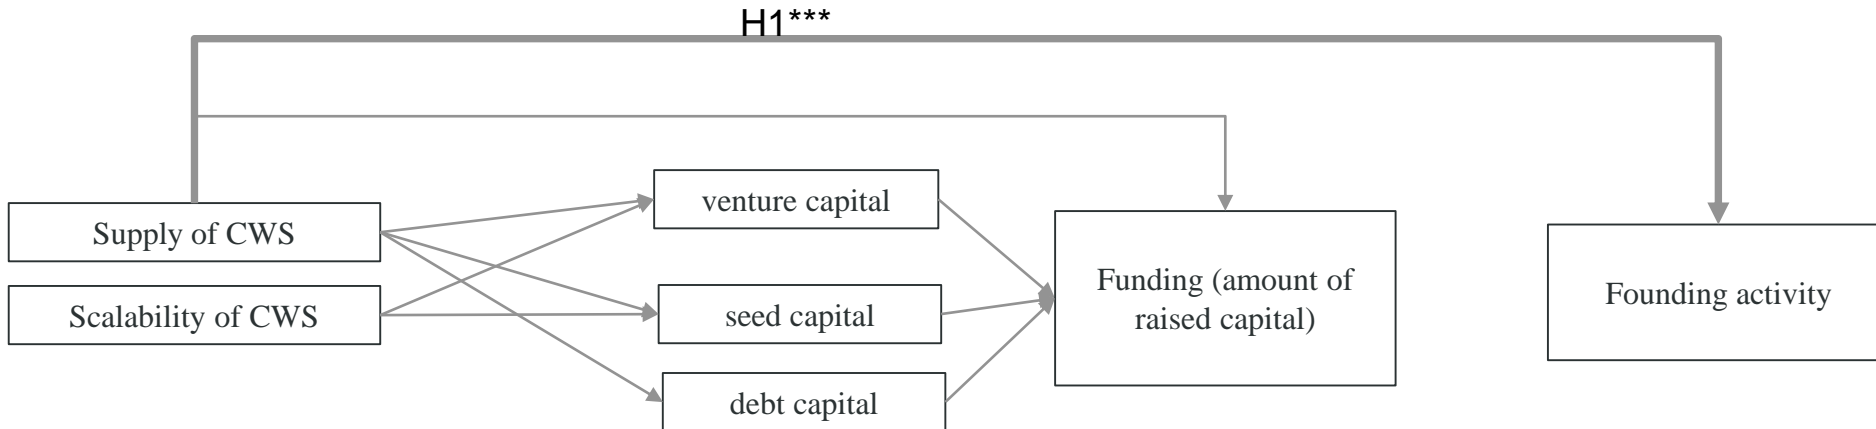 H1***
Supply of CWS
Scalability of CWS
venture capital
seed capital
debt capital
Funding (amount of
raised capital)
Founding activity